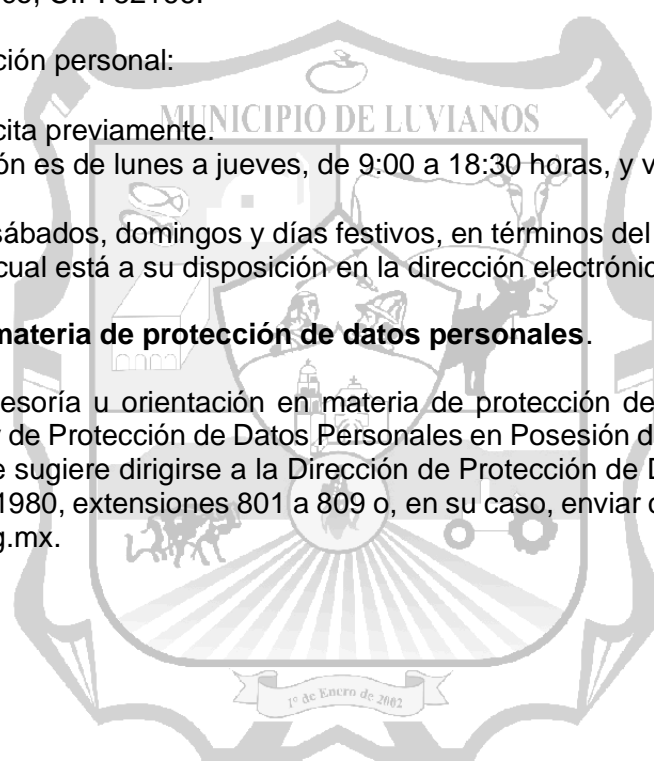 ción personal:
MUNICIPIO DE LUVIANOS
cita previamente.
ón es de lunes a jueves, de 9:00 a 18:30 horas, y v
sábados, domingos y días festivos, en términos del
cual está a su disposición en la dirección electrónic
materia de protección de datos personales.
esoría u orientación en materia de protección de
de Protección de Datos Personales en Posesión d
e sugiere dirigirse a la Dirección de Protección de D
1980, extensiones 801 a 809 o, en su caso, enviar c
g.mx.
1º de Enero de 2002